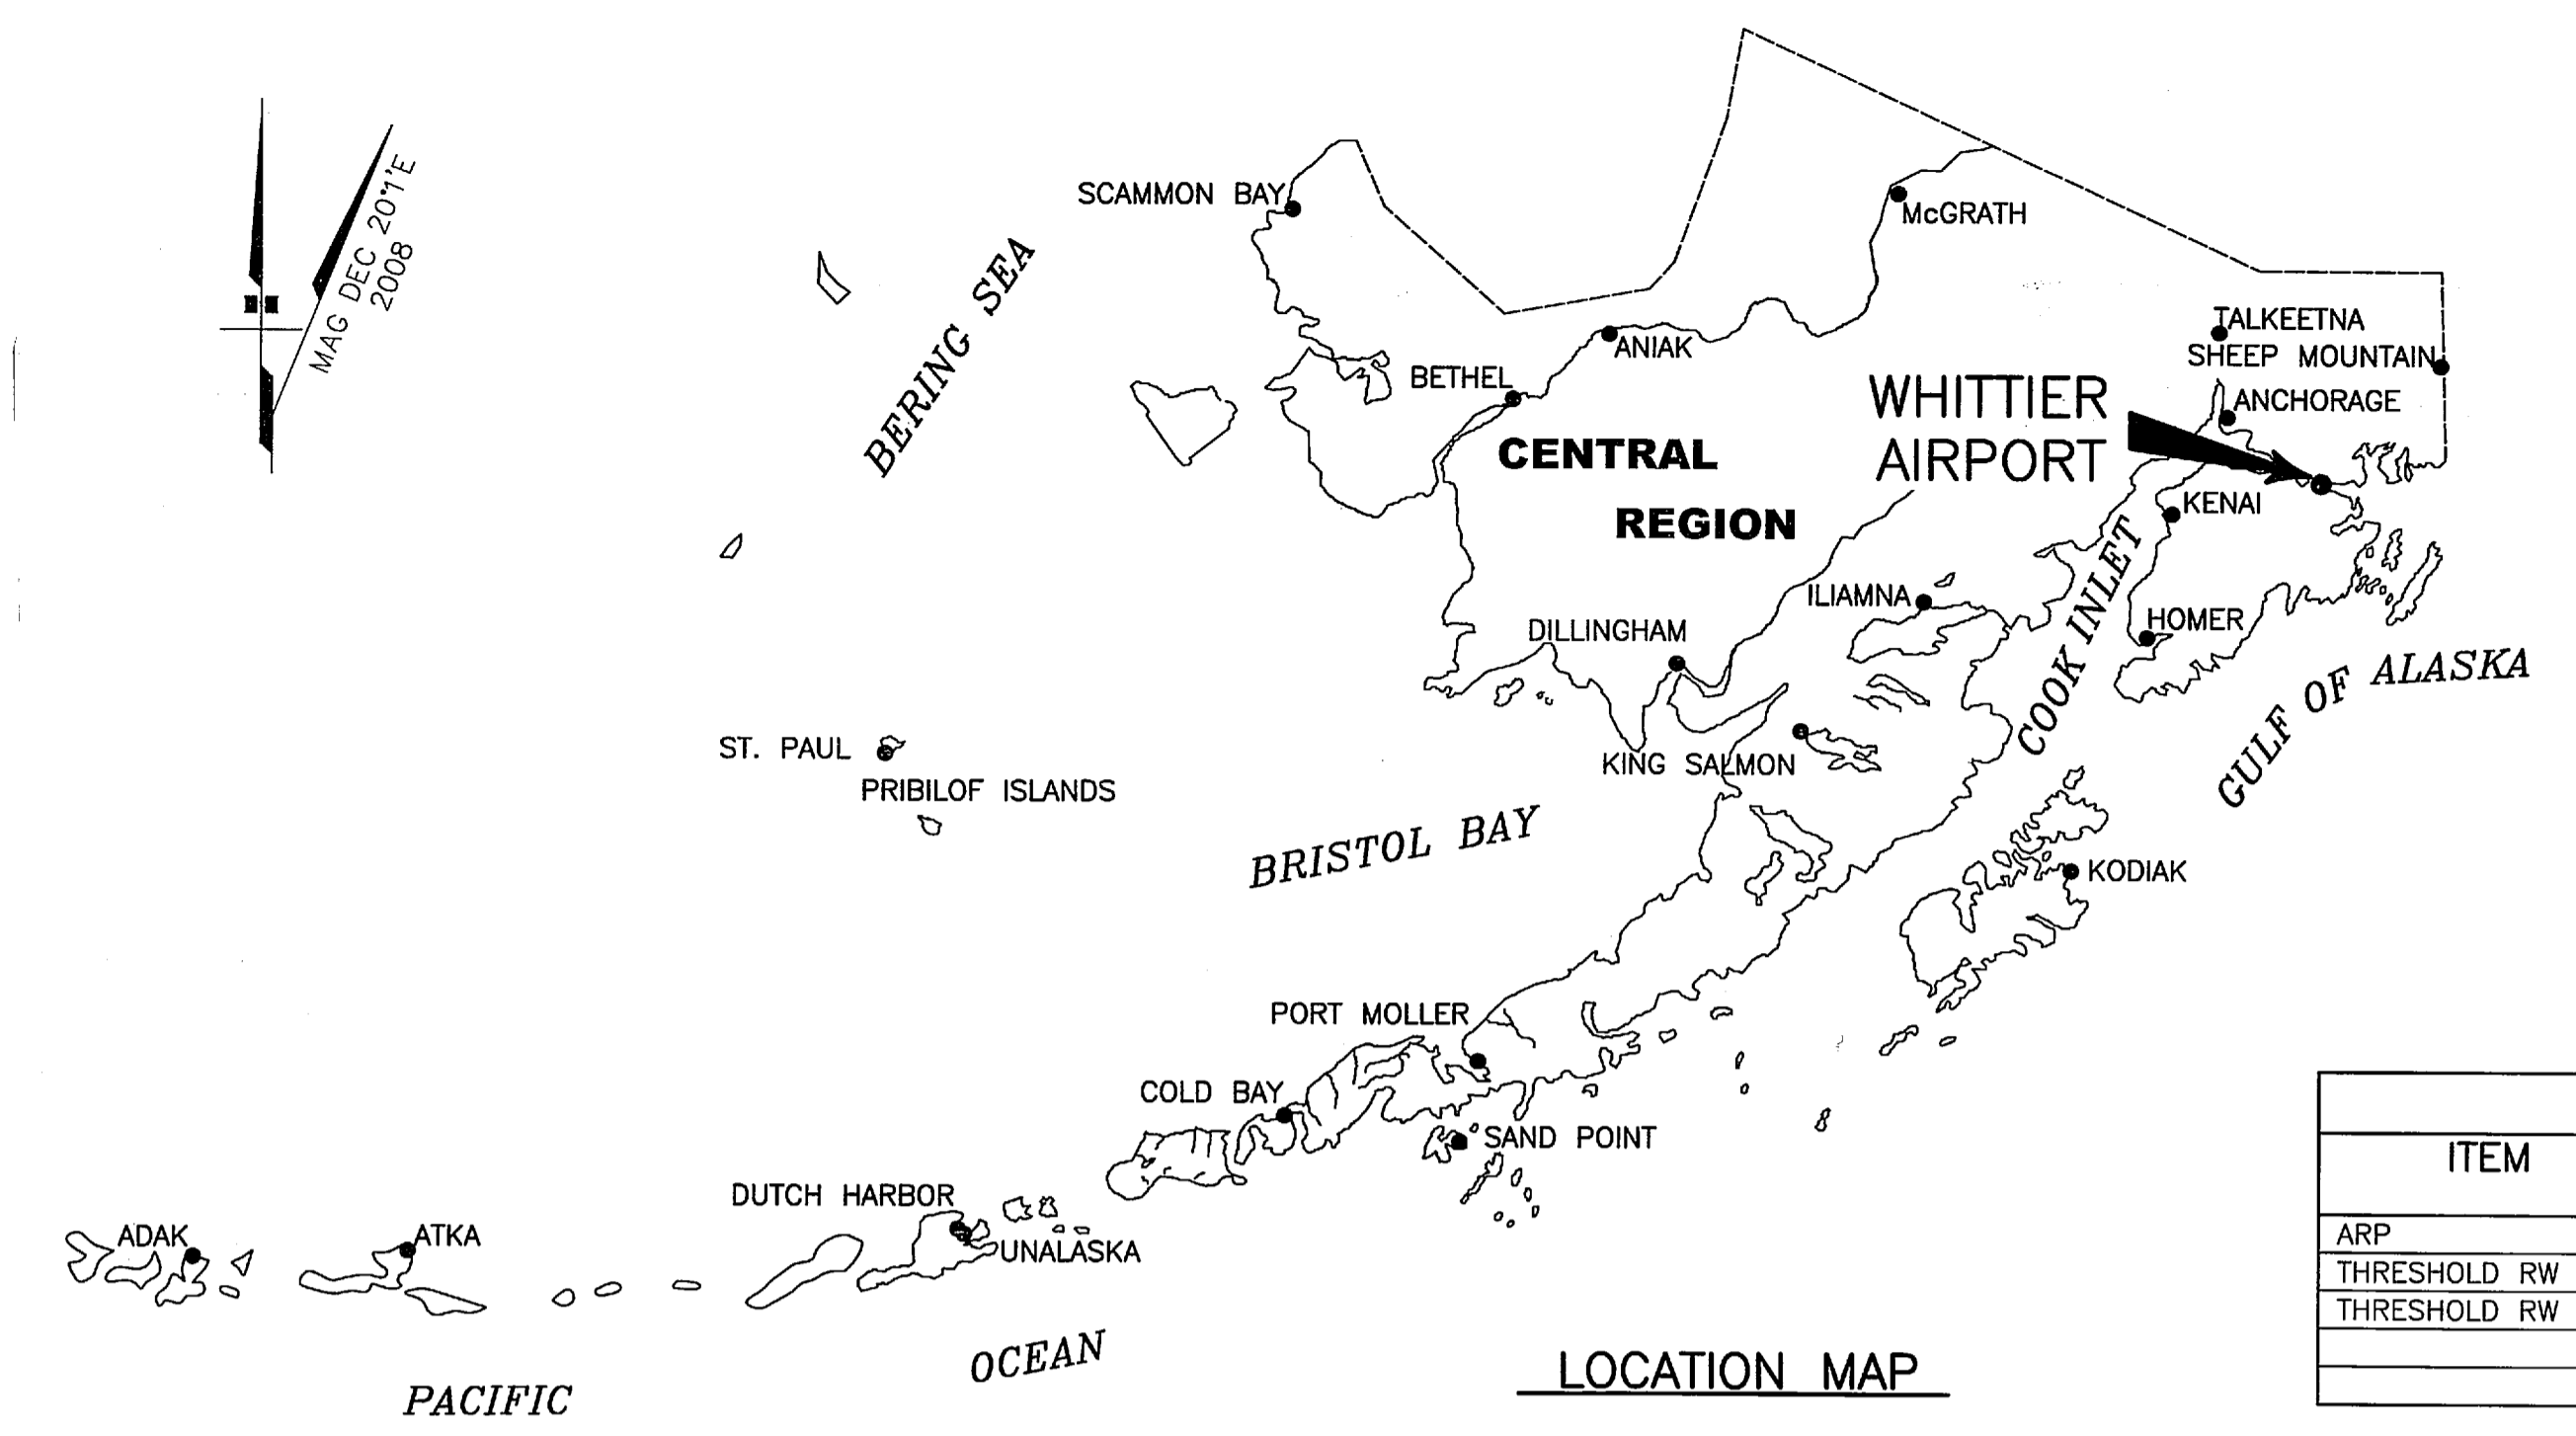 MAG DEC 20°1'E
2008
SCAMMON BAY
McGRATH
BERING SEA
TALKEETNA
SHEEP MOUNTAIN
ANIAK
BETHEL
WHITTIER
AIRPORT
ANCHORAGE
CENTRAL
REGION
KENAI
COOK INLET
ILIAMNA
HOMER
DILLINGHAM
GULF OF ALASKA
ST. PAUL
KING SALMON
PRIBILOF ISLANDS
BRISTOL BAY
KODIAK
PORT MOLLER
COLD BAY
SAND POINT
DUTCH HARBOR
ADAK
ATKA
UNALASKA
PACIFIC
OCEAN
LOCATION MAP
ITEM
ARP
THRESHOLD RW
THRESHOLD RW